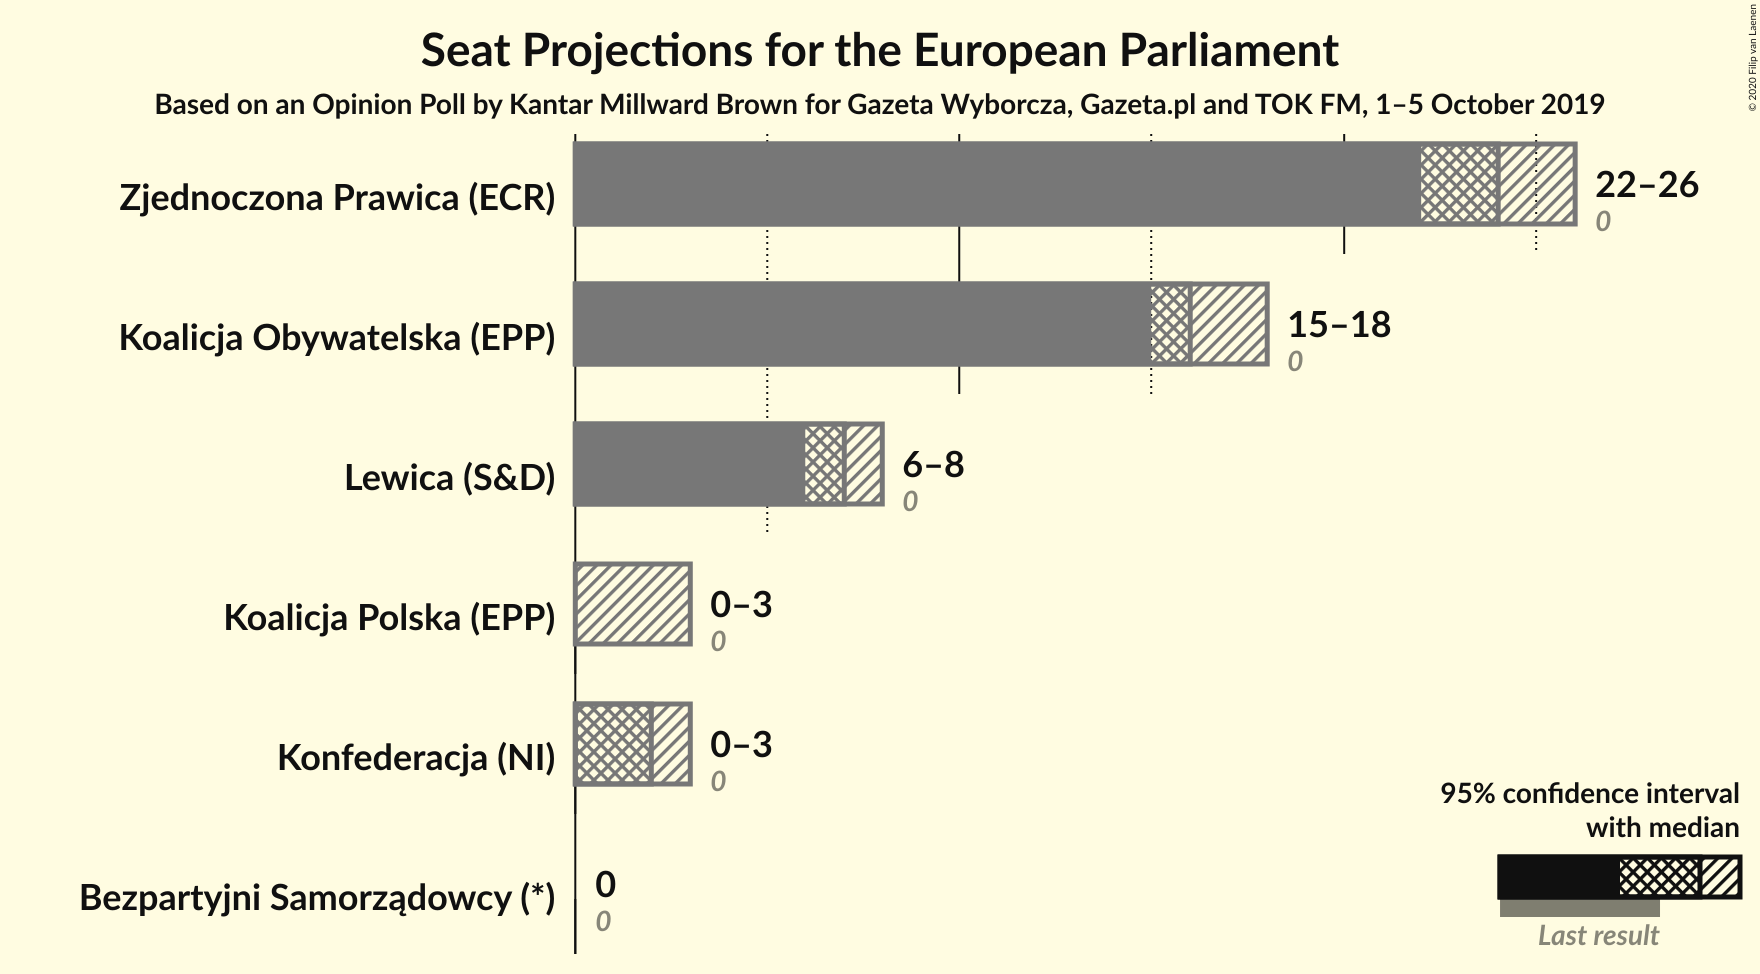 Seat Projections for the European Parliament
Based on an Opinion Poll by Kantar Millward Brown for Gazeta Wyborcza, Gazeta.pl and TOK FM, 1–5 October 2019
© 2020 Filip van Laenen
Zjednoczona Prawica (ECR)
22–26
0
Koalicja Obywatelska (EPP)
15–18
0
Lewica (S&D)
6–8
0
Koalicja Polska (EPP)
0–3
0
Konfederacja (NI)
0–3
0
Bezpartyjni Samorządowcy (*)
0
0
95% confidence interval
with median
Last result